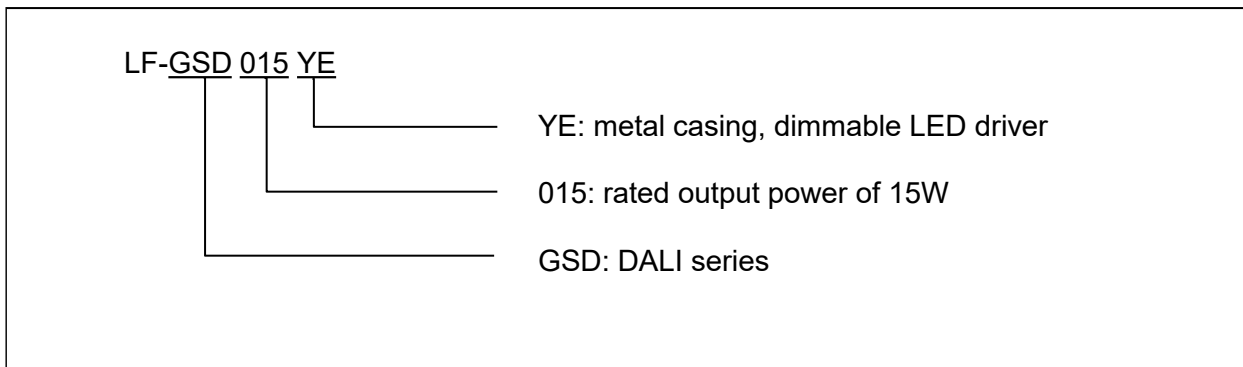 LF-GSD 015 YE
YE: metal casing, dimmable LED driver
015: rated output power of 15W
GSD: DALI series